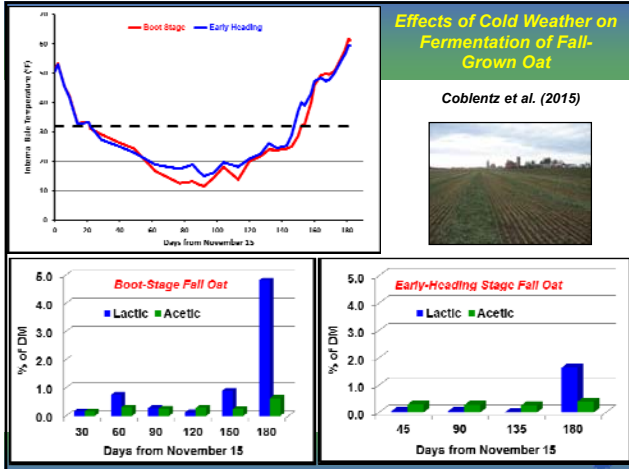 Effects of Cold Weather on
Fermentation of Fall-
Grown Oat
Coblentz et al. (2015)
Boot Stage
Early Heading
Internal Bale Temperature (°F)
70
60
50
40
30
20
10
0
0 20 40 60 80 100 120 140 160 180
Days from November 15
Boot-Stage Fall Oat
Lactic Acetic
% of DM
5.0
4.0
3.0
2.0
1.0
0.0
30 60 90 120 150 180
Days from November 15
Early-Heading Stage Fall Oat
Lactic Acetic
% of DM
5.0
4.0
3.0
2.0
1.0
0.0
45 90 135 180
Days from November 15